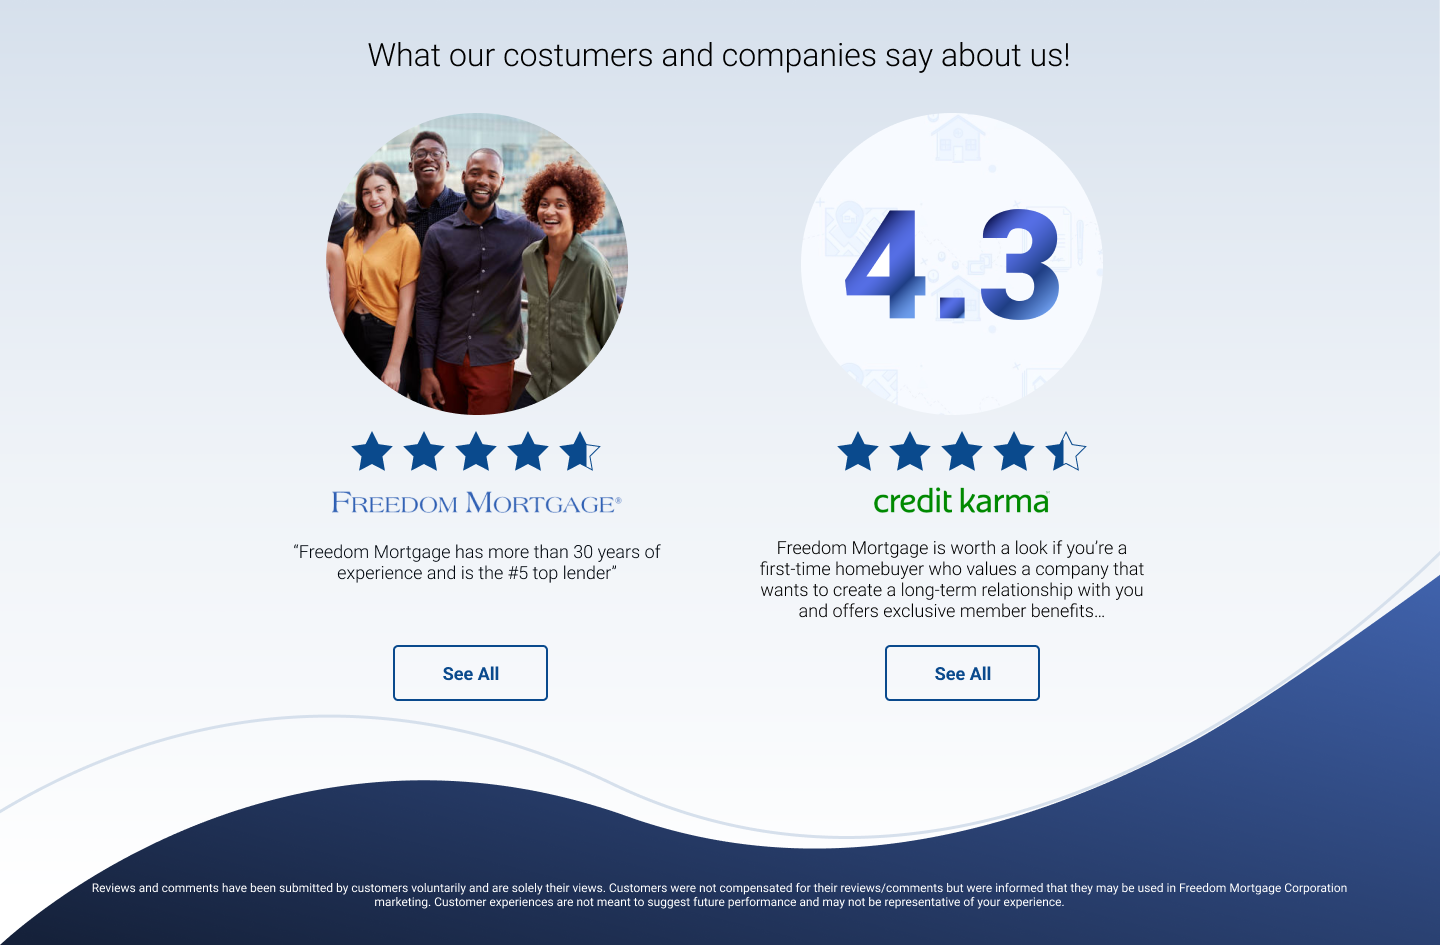 What our costumers and companies say about us!
4.3
FREEDOM MORTGAGE®
credit karma
“Freedom Mortgage has more than 30 years of
experience and is the #5 top lender”
Freedom Mortgage is worth a look if you’re a
first-time homebuyer who values a company that
wants to create a long-term relationship with you
and offers exclusive member benefits...
See All
See All
Reviews and comments have been submitted by customers voluntarily and are solely their views. Customers were not compensated for their reviews/comments but were informed that they may be used in Freedom Mortgage Corporation
marketing. Customer experiences are not meant to suggest future performance and may not be representative of your experience.